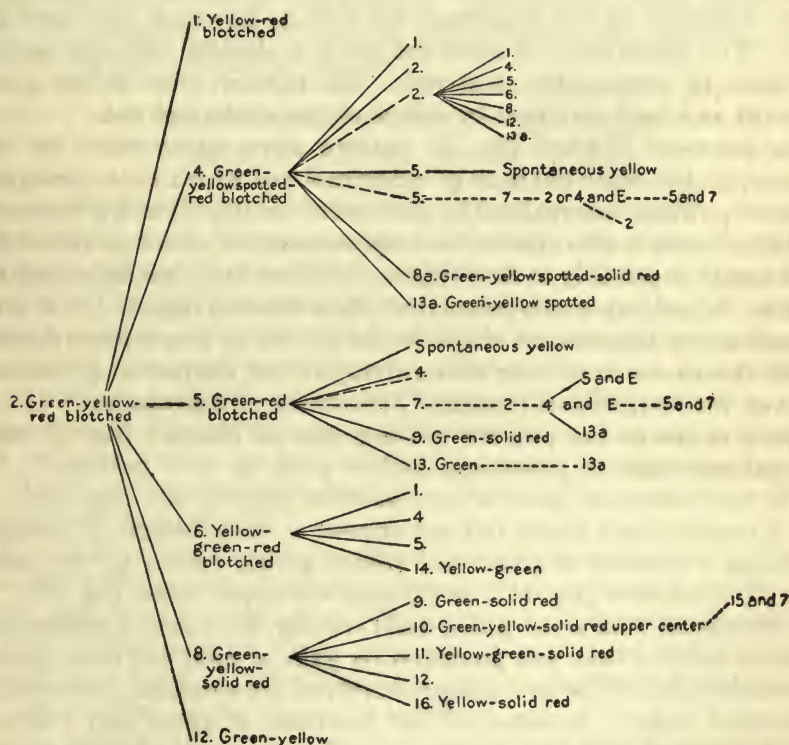 1. Yellow-red
blotched
1.
2.
2.
1.
4.
5.
6.
8.
12.
13a.
4. Green-
yellow spotted-
red blotched
5. Spontaneous yellow
5. 7 2 or 4 and E 5 and 7
2
8a. Green-yellow spotted-solid red
13a. Green-yellow spotted
Spontaneous yellow
4.
5 and E
2. Green-yellow-
red blotched
5. Green-red
blotched
7. 2 4 and E 5 and 7
13a
9. Green-solid red
13. Green 13a
1.
4
5.
6. Yellow-
green-red
blotched
14. Yellow-green
9. Green-solid red
15 and 7
10. Green-yellow-solid red upper center
8. Green-
yellow-
solid red
11. Yellow-green-solid red
12.
16. Yellow-solid red
12. Green-yellow